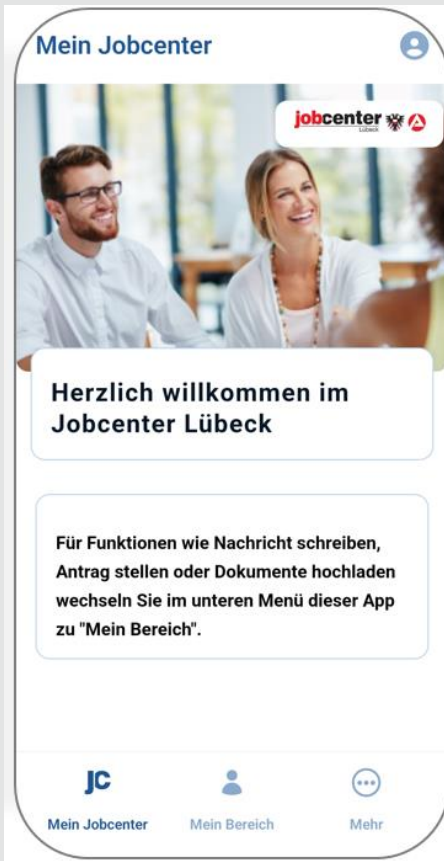 Mein Jobcenter
jobcenter
Lübeck
Herzlich willkommen im
Jobcenter Lübeck
Für Funktionen wie Nachricht schreiben,
Antrag stellen oder Dokumente hochladen
wechseln Sie im unteren Menü dieser App
zu "Mein Bereich".
JC
Mein Jobcenter
Mein Bereich
Mehr